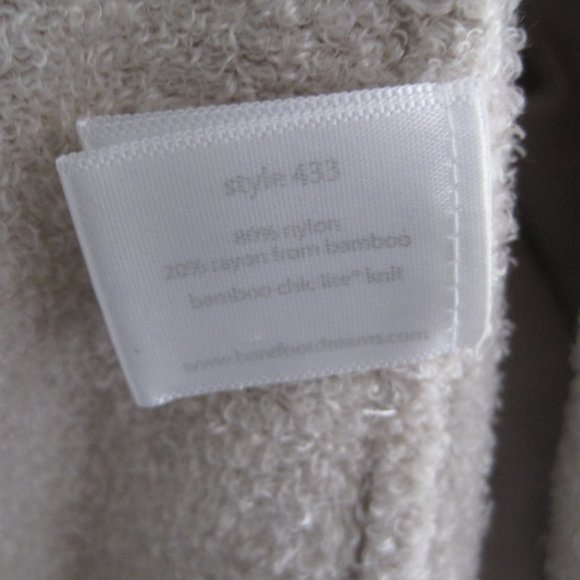 style 433
80% nylon
20% rayon from bamboo
bamboo chic lite® knit
www.barefootdreams.com